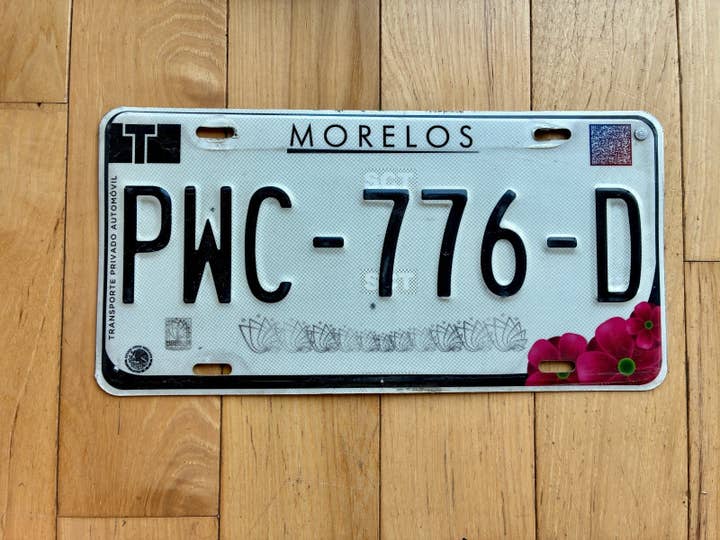 T
MORELOS
SCT
TRANSPORTE PRIVADO AUTOMÓVIL
PWC-776-D
SCT